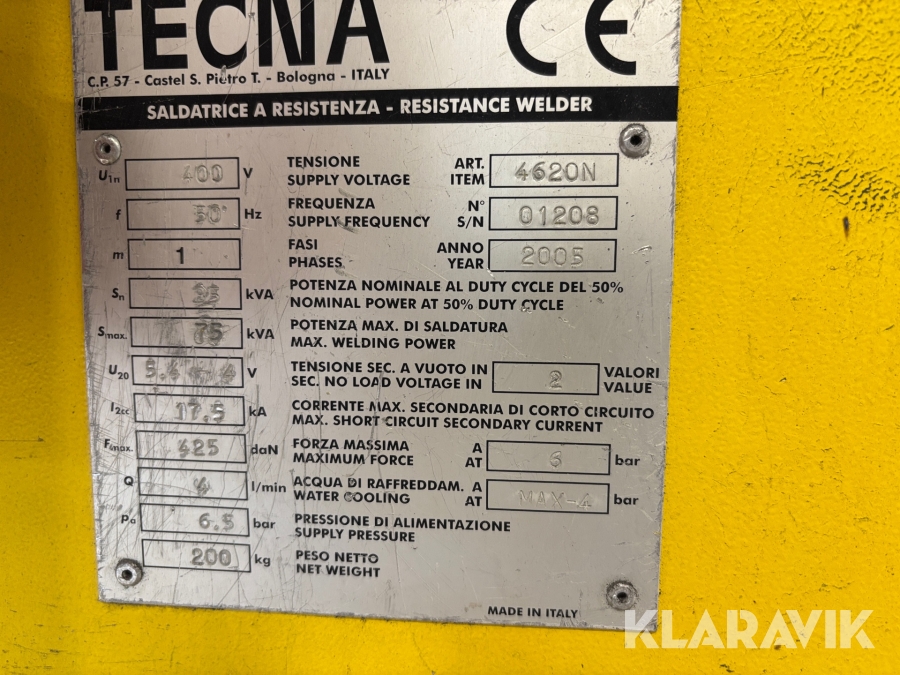 TECNA CE
C.P. 57 - Castel S. Pietro T. - Bologna - ITALY
SALDATRICE A RESISTENZA - RESISTANCE WELDER
U1n 400 V TENSIONE SUPPLY VOLTAGE ART. ITEM 4620N
f 50 Hz FREQUENZA SUPPLY FREQUENCY N° S/N 01208
m 1 FASI PHASES ANNO YEAR 2005
Sn kVA POTENZA NOMINALE AL DUTY CYCLE DEL 50% NOMINAL POWER AT 50% DUTY CYCLE
Smax. 75 kVA POTENZA MAX. DI SALDATURA MAX. WELDING POWER
U20 V TENSIONE SEC. A VUOTO IN SEC. NO LOAD VOLTAGE IN 2 VALORI VALUE
I2cc 17.5 kA CORRENTE MAX. SECONDARIA DI CORTO CIRCUITO MAX. SHORT CIRCUIT SECONDARY CURRENT
Fmax. 425 daN FORZA MASSIMA MAXIMUM FORCE A AT 6 bar
Q 4 l/min ACQUA DI RAFFREDDAM. WATER COOLING A AT MAX-4 bar
Po 6.5 bar PRESSIONE DI ALIMENTAZIONE SUPPLY PRESSURE
200 kg PESO NETTO NET WEIGHT
MADE IN ITALY
KLARAVIK